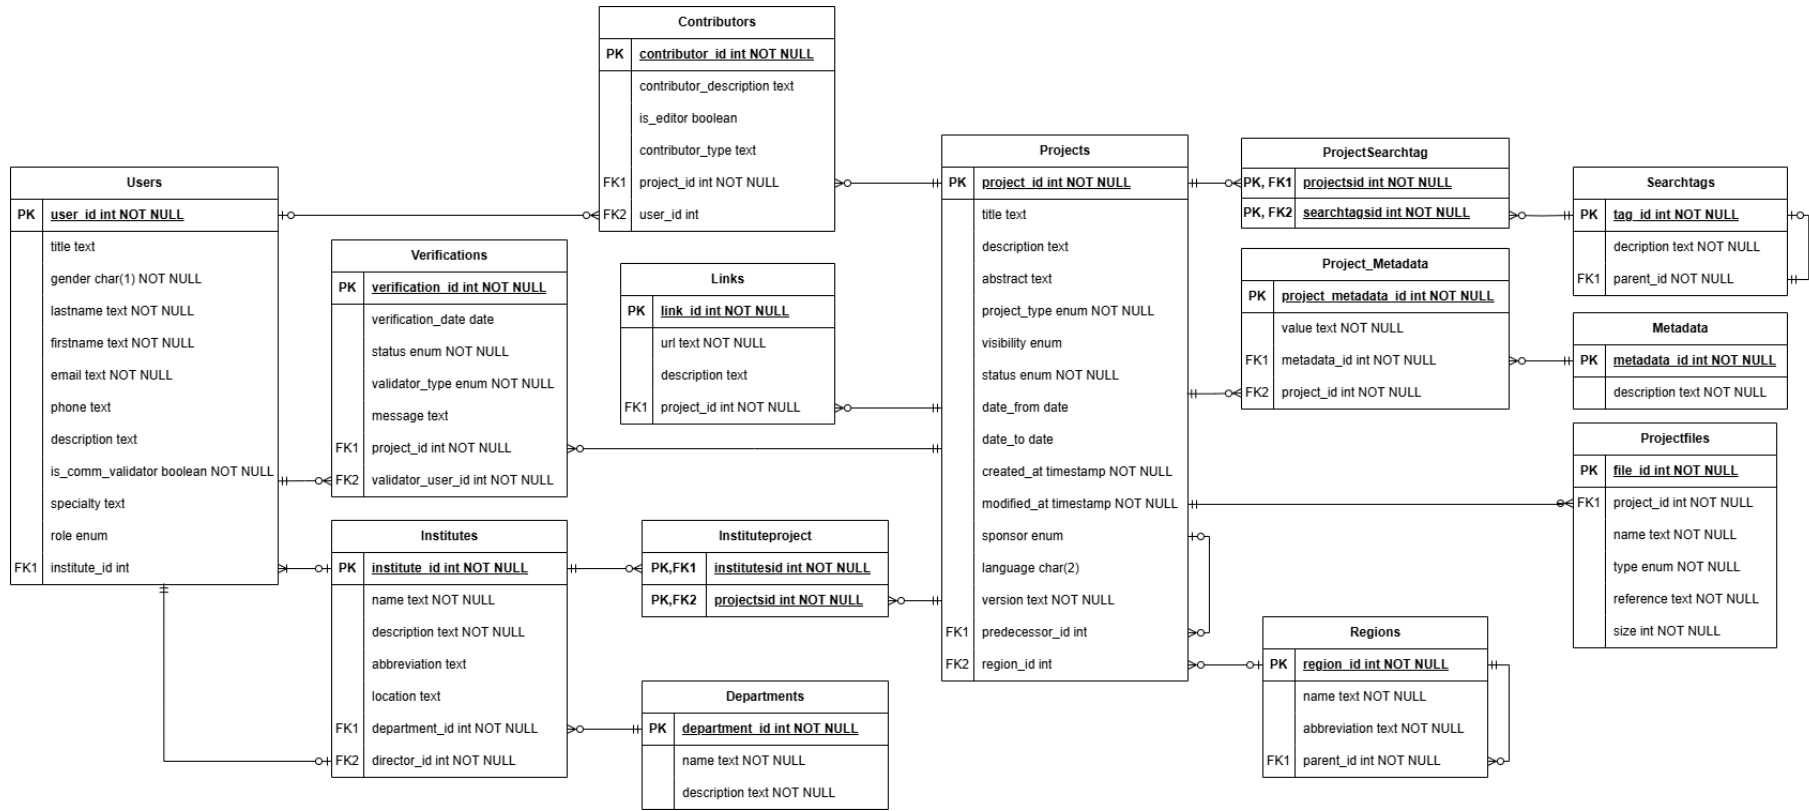 Contributors
PK contributor_id int NOT NULL
contributor_description text
is_editor boolean
contributor_type text
FK1 project_id int NOT NULL
FK2 user_id int
Users
PK user_id int NOT NULL
title text
gender char(1) NOT NULL
lastname text NOT NULL
firstname text NOT NULL
email text NOT NULL
phone text
description text
is_comm_validator boolean NOT NULL
specialty text
role enum
FK1 institute_id int
Verifications
PK verification_id int NOT NULL
verification_date date
status enum NOT NULL
validator_type enum NOT NULL
message text
FK1 project_id int NOT NULL
FK2 validator_user_id int NOT NULL
Links
PK link_id int NOT NULL
url text NOT NULL
description text
FK1 project_id int NOT NULL
Institutes
PK institute_id int NOT NULL
name text NOT NULL
description text NOT NULL
abbreviation text
location text
FK1 department_id int NOT NULL
FK2 director_id int NOT NULL
Instituteproject
PK,FK1 institutesid int NOT NULL
PK,FK2 projectsid int NOT NULL
Departments
PK department_id int NOT NULL
name text NOT NULL
description text NOT NULL
Projects
PK project_id int NOT NULL
title text
description text
abstract text
project_type enum NOT NULL
visibility enum
status enum NOT NULL
date_from date
date_to date
created_at timestamp NOT NULL
modified_at timestamp NOT NULL
sponsor enum
language char(2)
version text NOT NULL
FK1 predecessor_id int
FK2 region_id int
ProjectSearchtag
PK, FK1 projectsid int NOT NULL
PK, FK2 searchtagsid int NOT NULL
Searchtags
PK tag_id int NOT NULL
decription text NOT NULL
FK1 parent_id NOT NULL
Project_Metadata
PK project_metadata_id int NOT NULL
value text NOT NULL
FK1 metadata_id int NOT NULL
FK2 project_id int NOT NULL
Metadata
PK metadata_id int NOT NULL
description text NOT NULL
Projectfiles
PK file_id int NOT NULL
FK1 project_id int NOT NULL
name text NOT NULL
type enum NOT NULL
reference text NOT NULL
size int NOT NULL
Regions
PK region_id int NOT NULL
name text NOT NULL
abbreviation text NOT NULL
FK1 parent_id int NOT NULL